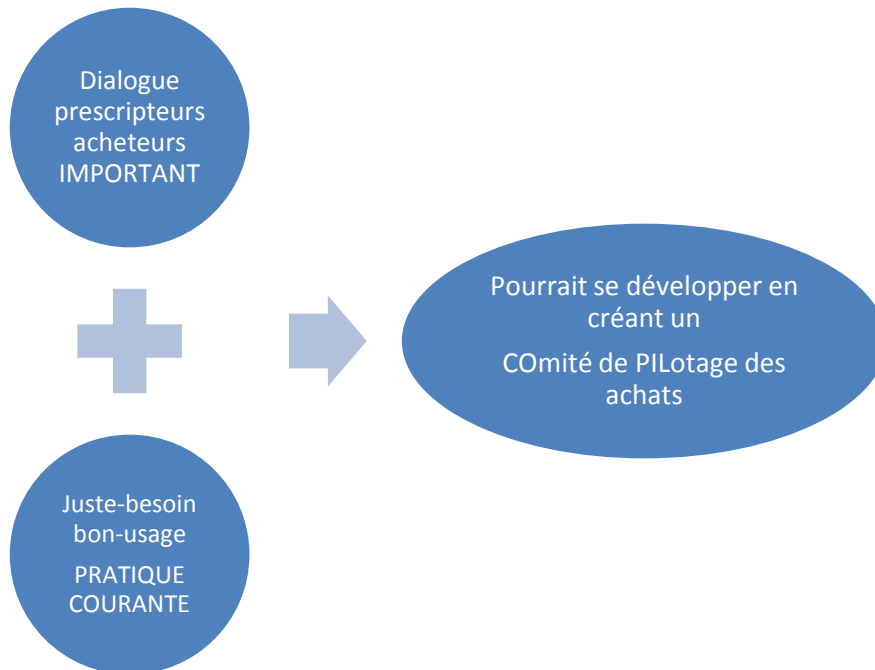 Dialogue
prescripteurs
acheteurs
IMPORTANT
Juste-besoin
bon-usage
PRATIQUE
COURANTE
Pourrait se développer en
créant un
COmité de PILotage des
achats